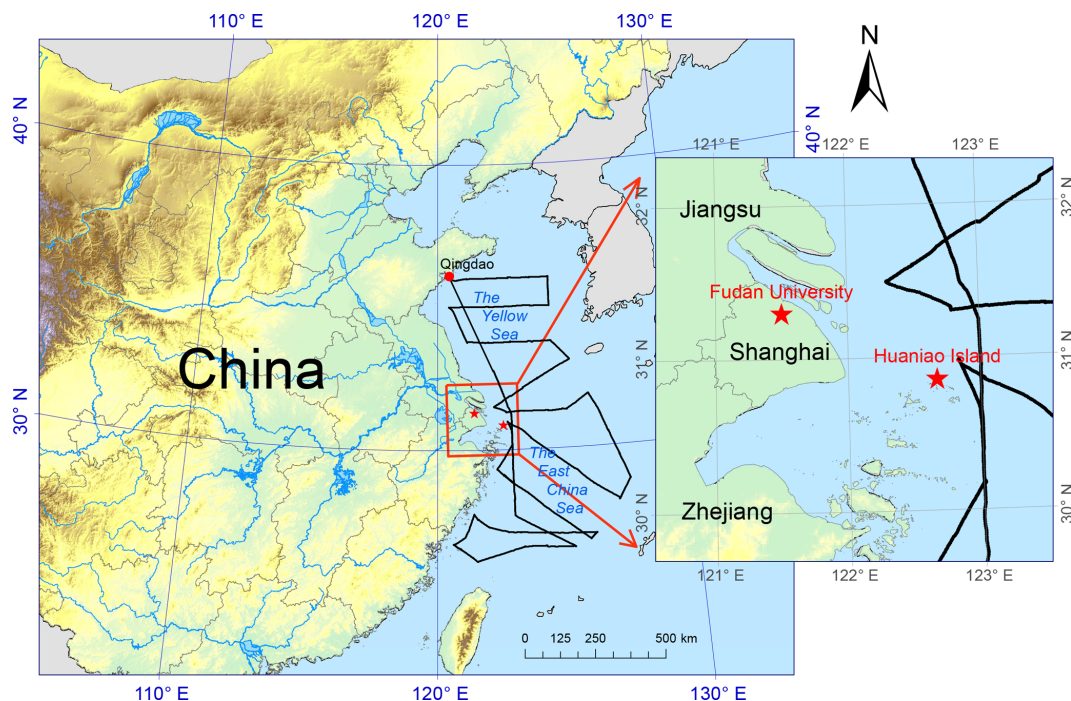 110° E
120° E
130° E
N
40° N
40° N
121° E
122° E
123° E
32° N
32° N
Jiangsu
Qingdao
Fudan University
The
Yellow
Sea
China
Shanghai
Huaniao Island
31° N
31° N
30° N
The
East
China
Sea
Zhejiang
30° N
30° N
121° E
122° E
123° E
0 125 250 500 km
110° E
120° E
130° E